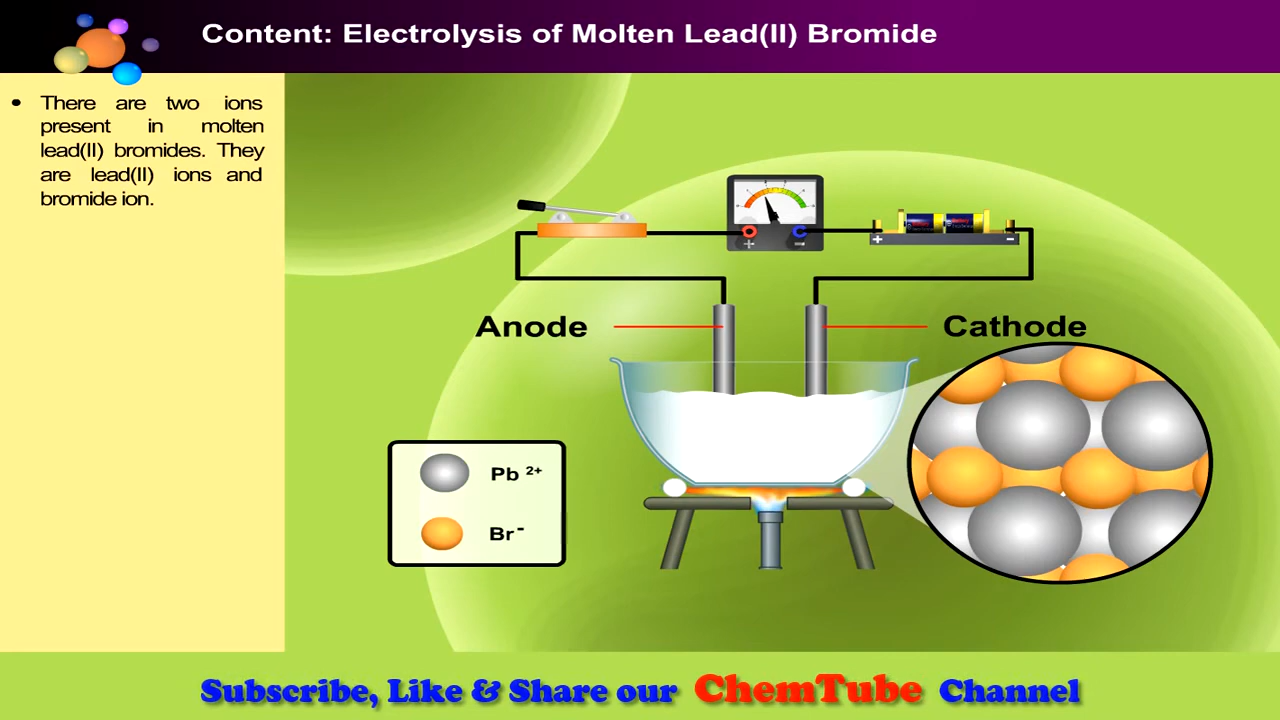 Content: Electrolysis of Molten Lead(II) Bromide
• There are two ions
present in molten
lead(II) bromides. They
are lead(II) ions and
bromide ion.
+ −
+ -
Anode
Cathode
Pb 2+
Br -
Subscribe, Like & Share our ChemTube Channel